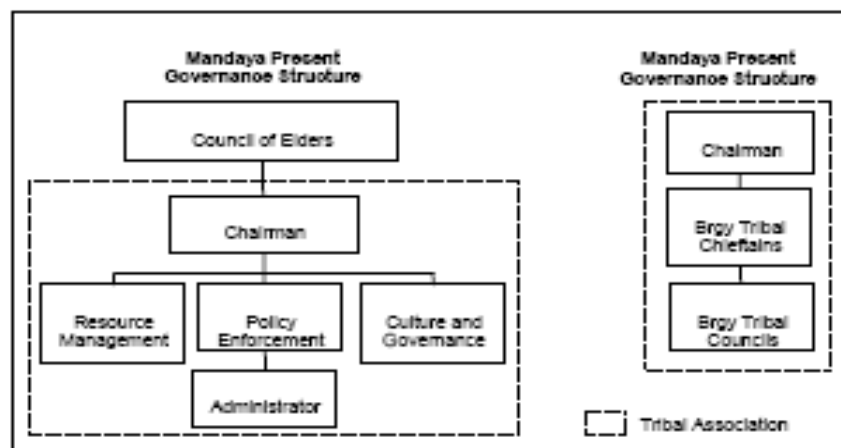 Mandaya Present
Governance Structure
Council of Elders
Chairman
Resource
Management
Policy
Enforcement
Culture and
Governance
Administrator
Mandaya Present
Governance Structure
Chairman
Brgy Tribal
Chieftains
Brgy Tribal
Councils
Tribal Association